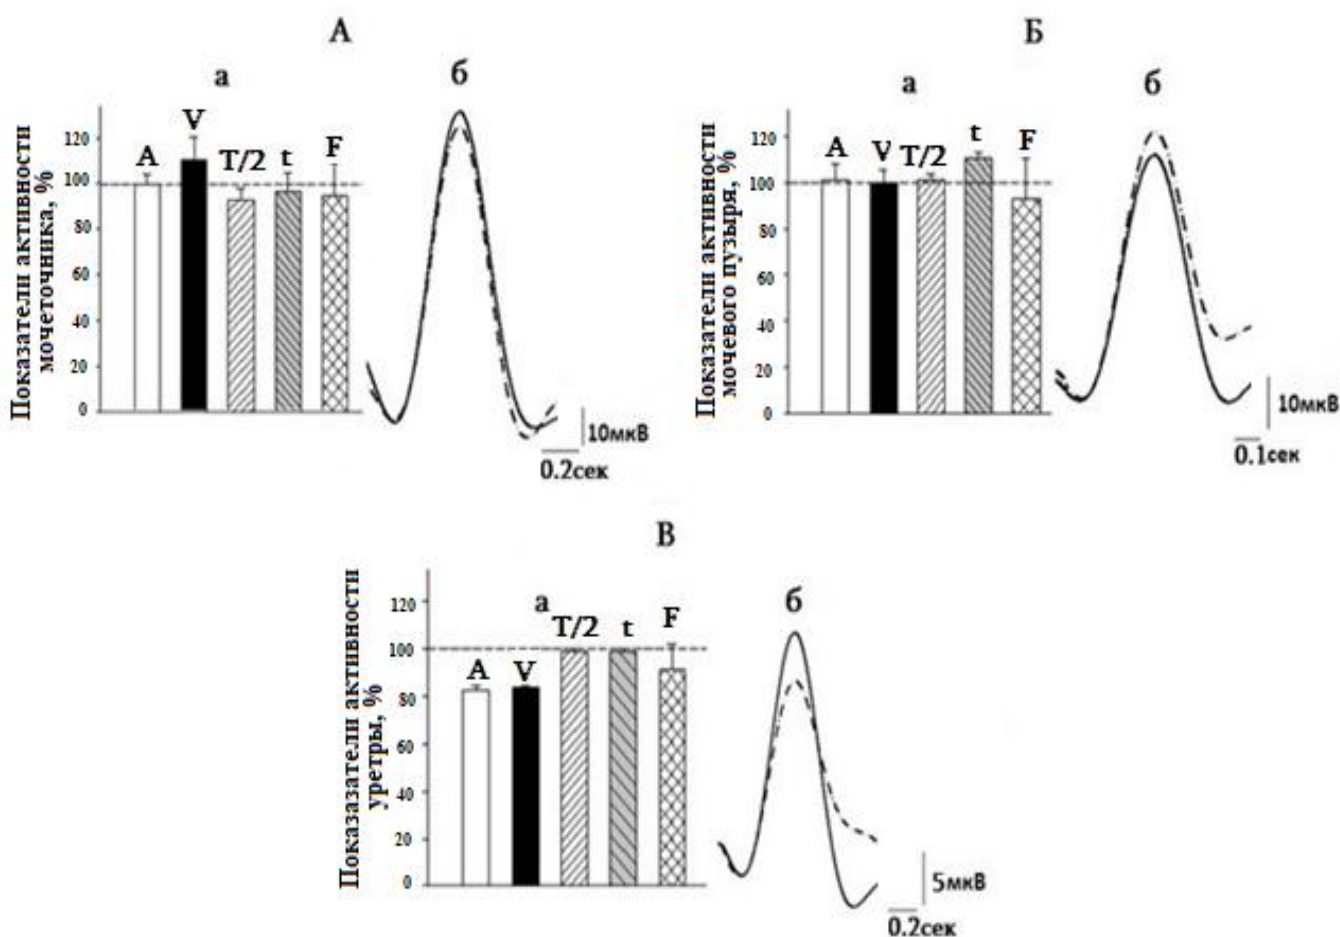 А
а
б
Показатели активности
мочеточника, %
120
100
80
60
40
20
0
A
V
T/2
t
F
10мкВ
0.2сек
Б
а
б
Показатели активности
мочевого пузыря, %
120
100
80
60
40
20
0
A
V
T/2
t
F
10мкВ
0.1сек
В
а
б
Показазатели активности
уретры, %
120
100
80
60
40
20
0
A
V
T/2
t
F
5мкВ
0.2сек